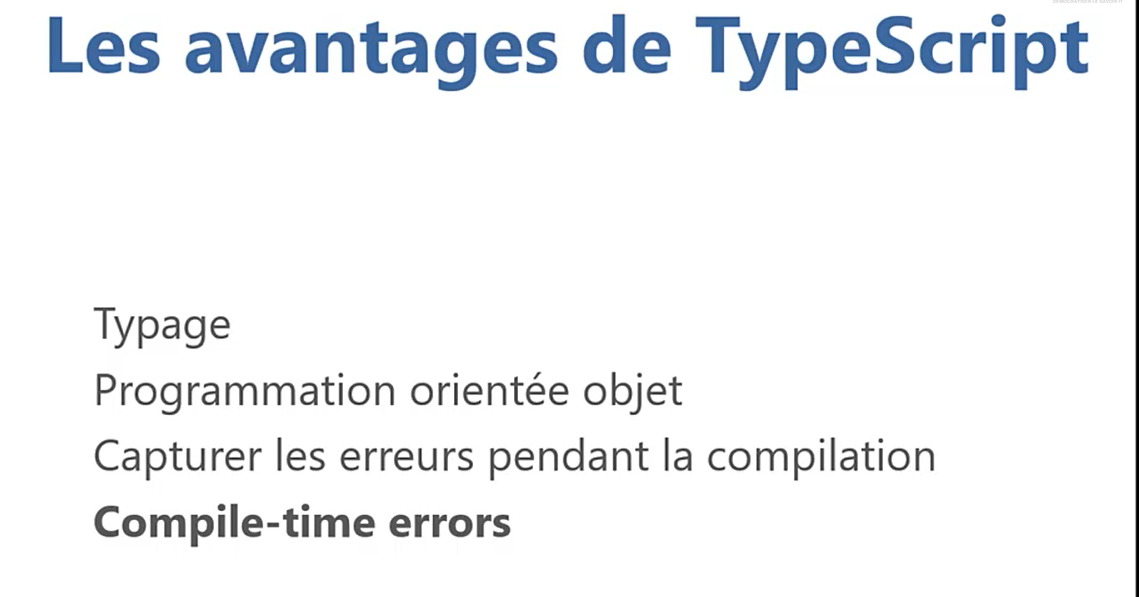 Les avantages de TypeScript
Typage
Programmation orientée objet
Capturer les erreurs pendant la compilation
Compile-time errors